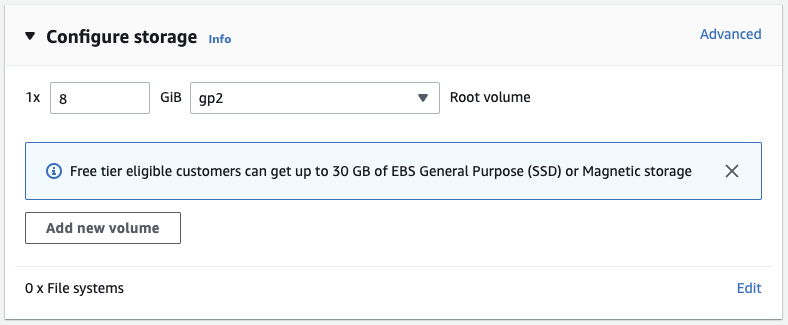 Configure storage Info Advanced
1x 8 GiB gp2 Root volume
Free tier eligible customers can get up to 30 GB of EBS General Purpose (SSD) or Magnetic storage
Add new volume
0 x File systems Edit